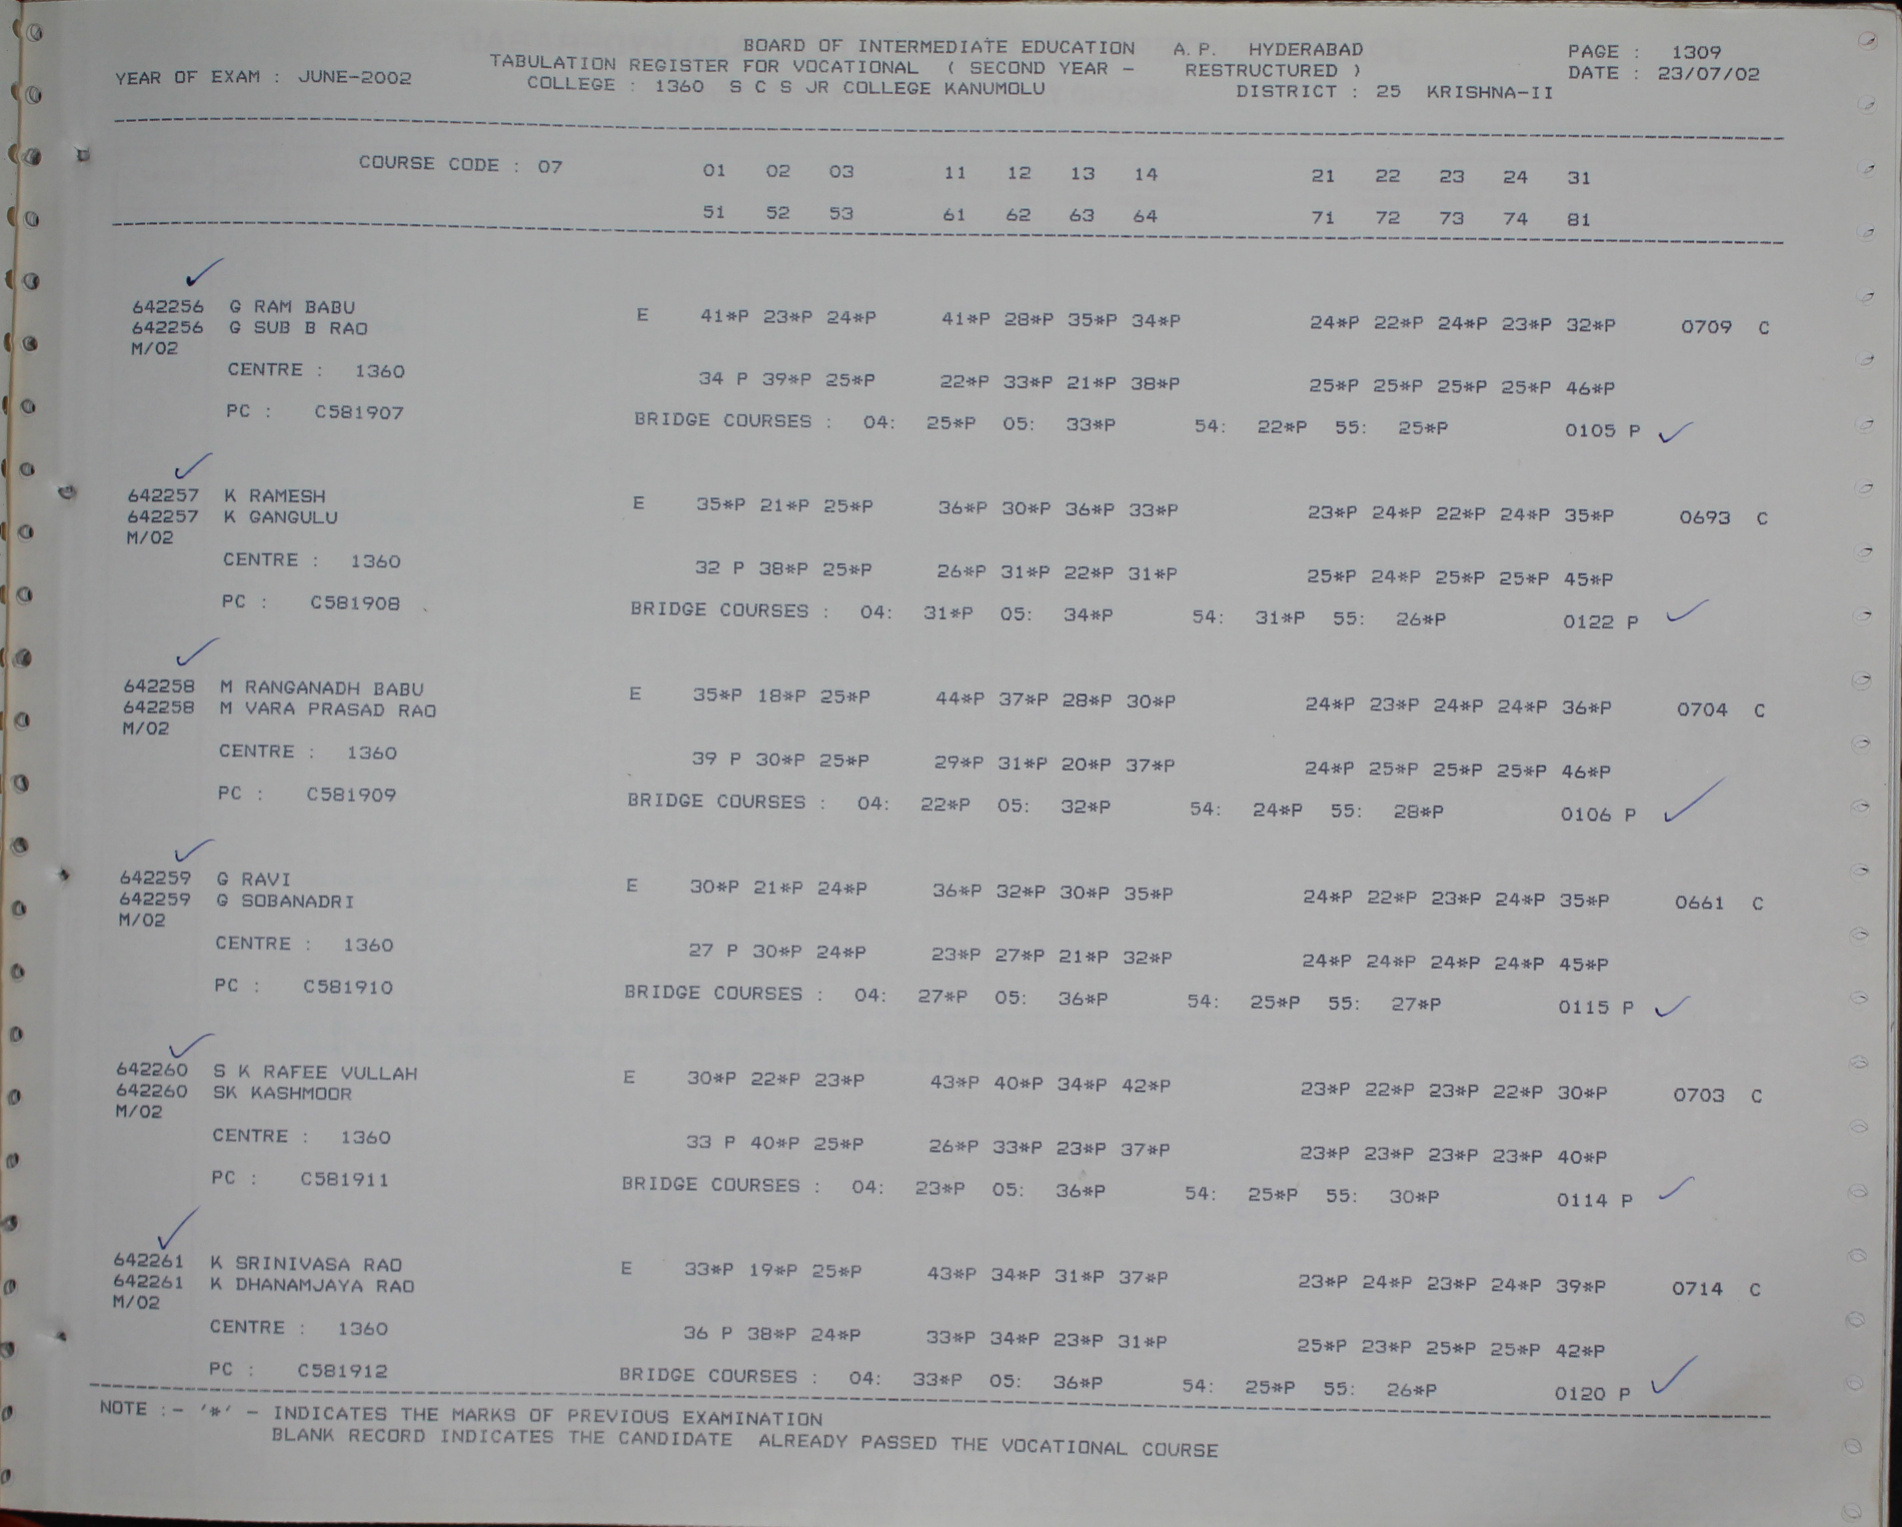 BOARD OF INTERMEDIATE EDUCATION A.P. HYDERABAD PAGE : 1309
YEAR OF EXAM : JUNE-2002 TABULATION REGISTER FOR VOCATIONAL ( SECOND YEAR - RESTRUCTURED ) DATE : 23/07/02
COLLEGE : 1360 S C S JR COLLEGE KANUMOLU DISTRICT : 25 KRISHNA-II
COURSE CODE : 07 01 02 03 11 12 13 14 21 22 23 24 31
51 52 53 61 62 63 64 71 72 73 74 81
642256 G RAM BABU E 41*P 23*P 24*P 41*P 28*P 35*P 34*P 24*P 22*P 24*P 23*P 32*P 0709 C
642256 G SUB B RAO
M/02
CENTRE : 1360 34 P 39*P 25*P 22*P 33*P 21*P 38*P 25*P 25*P 25*P 25*P 46*P
PC : C581907 BRIDGE COURSES : 04: 25*P 05: 33*P 54: 22*P 55: 25*P 0105 P
642257 K RAMESH E 35*P 21*P 25*P 36*P 30*P 36*P 33*P 23*P 24*P 22*P 24*P 35*P 0693 C
642257 K GANGULU
M/02
CENTRE : 1360 32 P 38*P 25*P 26*P 31*P 22*P 31*P 25*P 24*P 25*P 25*P 45*P
PC : C581908 BRIDGE COURSES : 04: 31*P 05: 34*P 54: 31*P 55: 26*P 0122 P
642258 M RANGANADH BABU E 35*P 18*P 25*P 44*P 37*P 28*P 30*P 24*P 23*P 24*P 24*P 36*P 0704 C
642258 M VARA PRASAD RAO
M/02
CENTRE : 1360 39 P 30*P 25*P 29*P 31*P 20*P 37*P 24*P 25*P 25*P 25*P 46*P
PC : C581909 BRIDGE COURSES : 04: 22*P 05: 32*P 54: 24*P 55: 28*P 0106 P
642259 G RAVI E 30*P 21*P 24*P 36*P 32*P 30*P 35*P 24*P 22*P 23*P 24*P 35*P 0661 C
642259 G SOBANADRI
M/02
CENTRE : 1360 27 P 30*P 24*P 23*P 27*P 21*P 32*P 24*P 24*P 24*P 24*P 45*P
PC : C581910 BRIDGE COURSES : 04: 27*P 05: 36*P 54: 25*P 55: 27*P 0115 P
642260 S K RAFEE VULLAH E 30*P 22*P 23*P 43*P 40*P 34*P 42*P 23*P 22*P 23*P 22*P 30*P 0703 C
642260 SK KASHMOOR
M/02
CENTRE : 1360 33 P 40*P 25*P 26*P 33*P 23*P 37*P 23*P 23*P 23*P 23*P 40*P
PC : C581911 BRIDGE COURSES : 04: 23*P 05: 36*P 54: 25*P 55: 30*P 0114 P
642261 K SRINIVASA RAO E 33*P 19*P 25*P 43*P 34*P 31*P 37*P 23*P 24*P 23*P 24*P 39*P 0714 C
642261 K DHANAMJAYA RAO
M/02
CENTRE : 1360 36 P 38*P 24*P 33*P 34*P 23*P 31*P 25*P 23*P 25*P 25*P 42*P
PC : C581912 BRIDGE COURSES : 04: 33*P 05: 36*P 54: 25*P 55: 26*P 0120 P
NOTE :- '*' - INDICATES THE MARKS OF PREVIOUS EXAMINATION
BLANK RECORD INDICATES THE CANDIDATE ALREADY PASSED THE VOCATIONAL COURSE